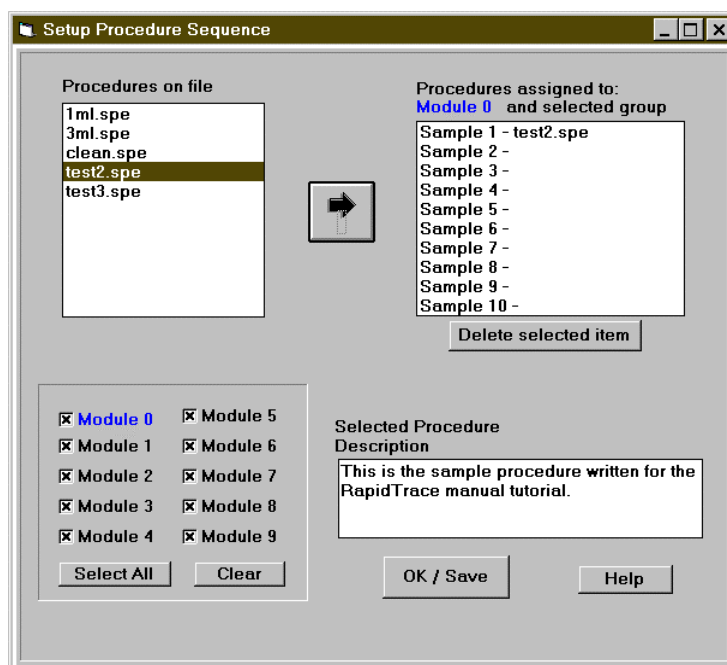 Setup Procedure Sequence
Procedures on file
1ml.spe
3ml.spe
clean.spe
test2.spe
test3.spe
Procedures assigned to:
Module 0 and selected group
Sample 1 - test2.spe
Sample 2 -
Sample 3 -
Sample 4 -
Sample 5 -
Sample 6 -
Sample 7 -
Sample 8 -
Sample 9 -
Sample 10 -
Delete selected item
Module 0
Module 1
Module 2
Module 3
Module 4
Module 5
Module 6
Module 7
Module 8
Module 9
Select All
Clear
Selected Procedure
Description
This is the sample procedure written for the
RapidTrace manual tutorial.
OK / Save
Help